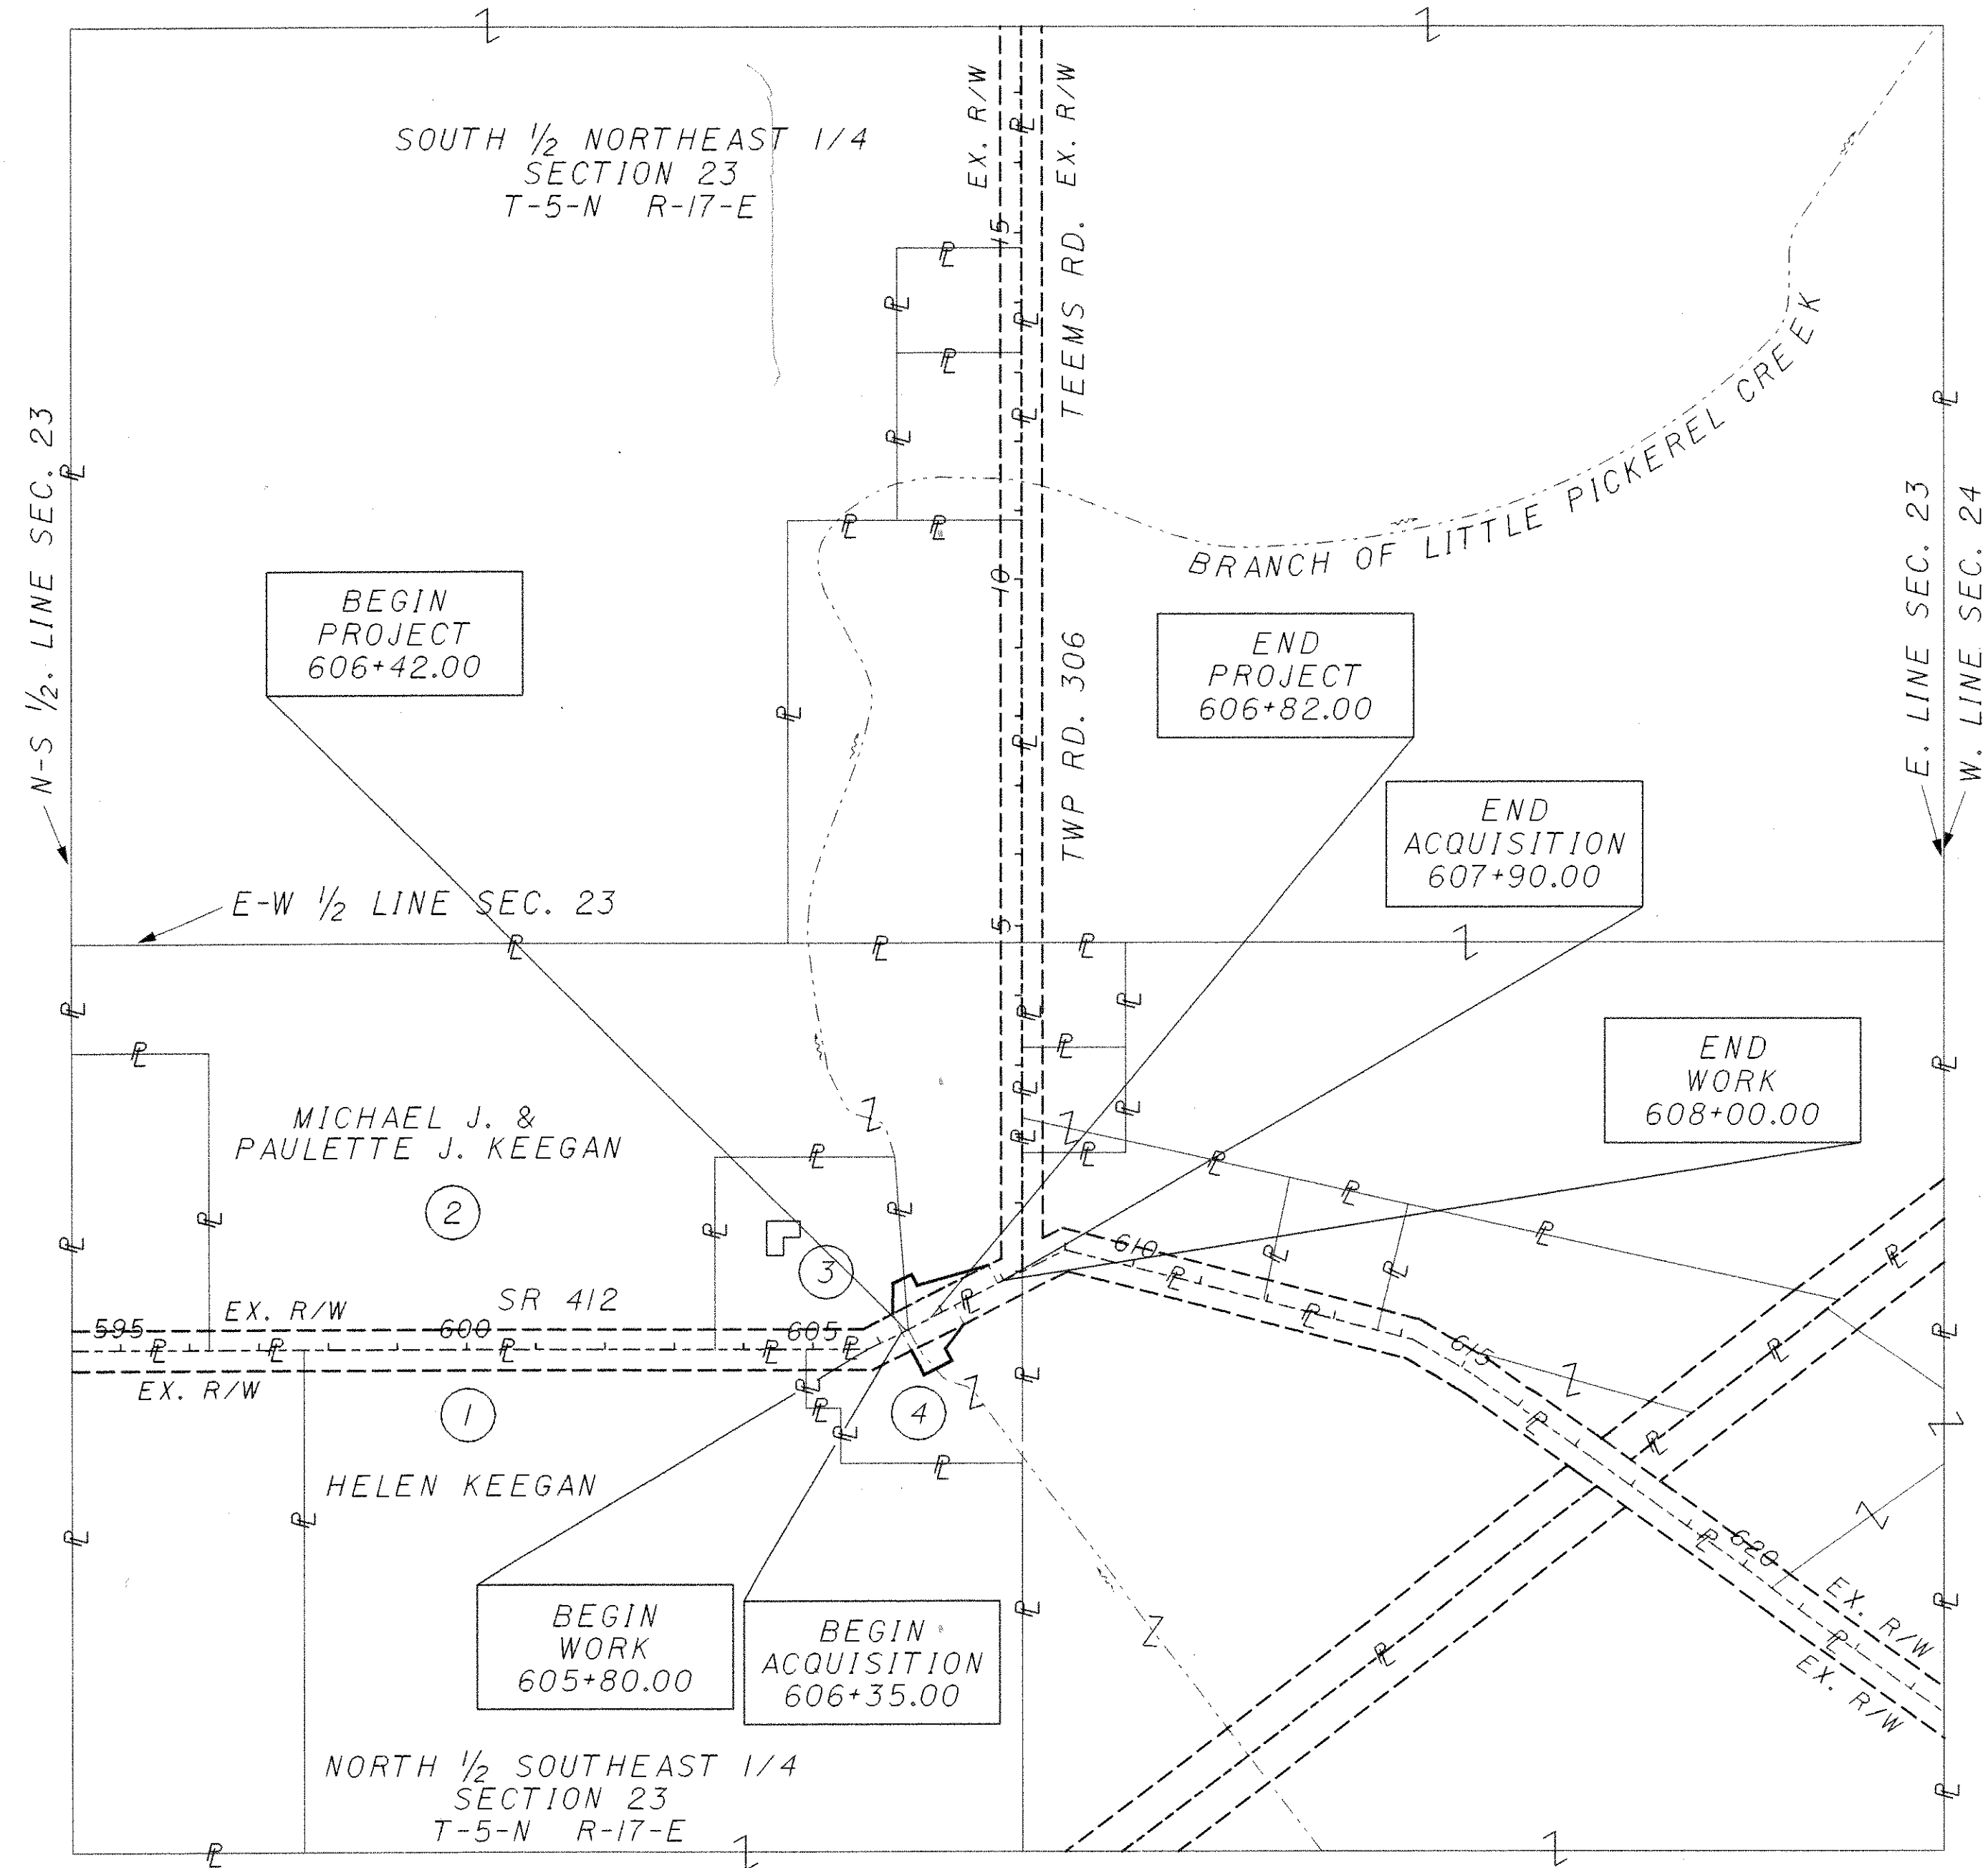 SOUTH 1/2 NORTHEAST 1/4
SECTION 23
T-5-N R-17-E
EX. R/W
EX. R/W
TEEMS RD.
TWP RD. 306
15
10
5
BRANCH OF LITTLE PICKEREL CREEK
N-S 1/2. LINE SEC. 23
E. LINE SEC. 23
W. LINE SEC. 24
BEGIN
PROJECT
606+42.00
END
PROJECT
606+82.00
END
ACQUISITION
607+90.00
E-W 1/2 LINE SEC. 23
END
WORK
608+00.00
MICHAEL J. &
PAULETTE J. KEEGAN
2
3
SR 412
EX. R/W
595
600
605
610
615
620
EX. R/W
1
4
HELEN KEEGAN
BEGIN
WORK
605+80.00
BEGIN
ACQUISITION
606+35.00
EX. R/W
EX. R/W
NORTH 1/2 SOUTHEAST 1/4
SECTION 23
T-5-N R-17-E